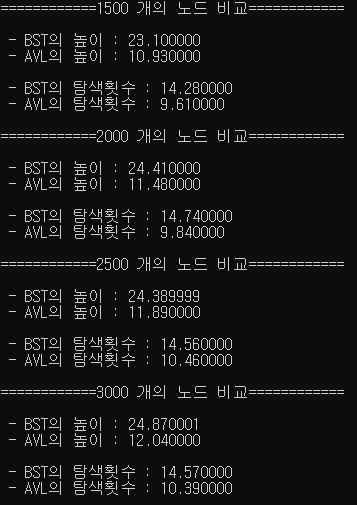 ============1500 개의 노드 비교============
- BST의 높이 : 23.100000
- AVL의 높이 : 10.930000
- BST의 탐색횟수 : 14.280000
- AVL의 탐색횟수 : 9.610000
============2000 개의 노드 비교============
- BST의 높이 : 24.410000
- AVL의 높이 : 11.480000
- BST의 탐색횟수 : 14.740000
- AVL의 탐색횟수 : 9.840000
============2500 개의 노드 비교============
- BST의 높이 : 24.389999
- AVL의 높이 : 11.890000
- BST의 탐색횟수 : 14.560000
- AVL의 탐색횟수 : 10.460000
============3000 개의 노드 비교============
- BST의 높이 : 24.870001
- AVL의 높이 : 12.040000
- BST의 탐색횟수 : 14.570000
- AVL의 탐색횟수 : 10.390000